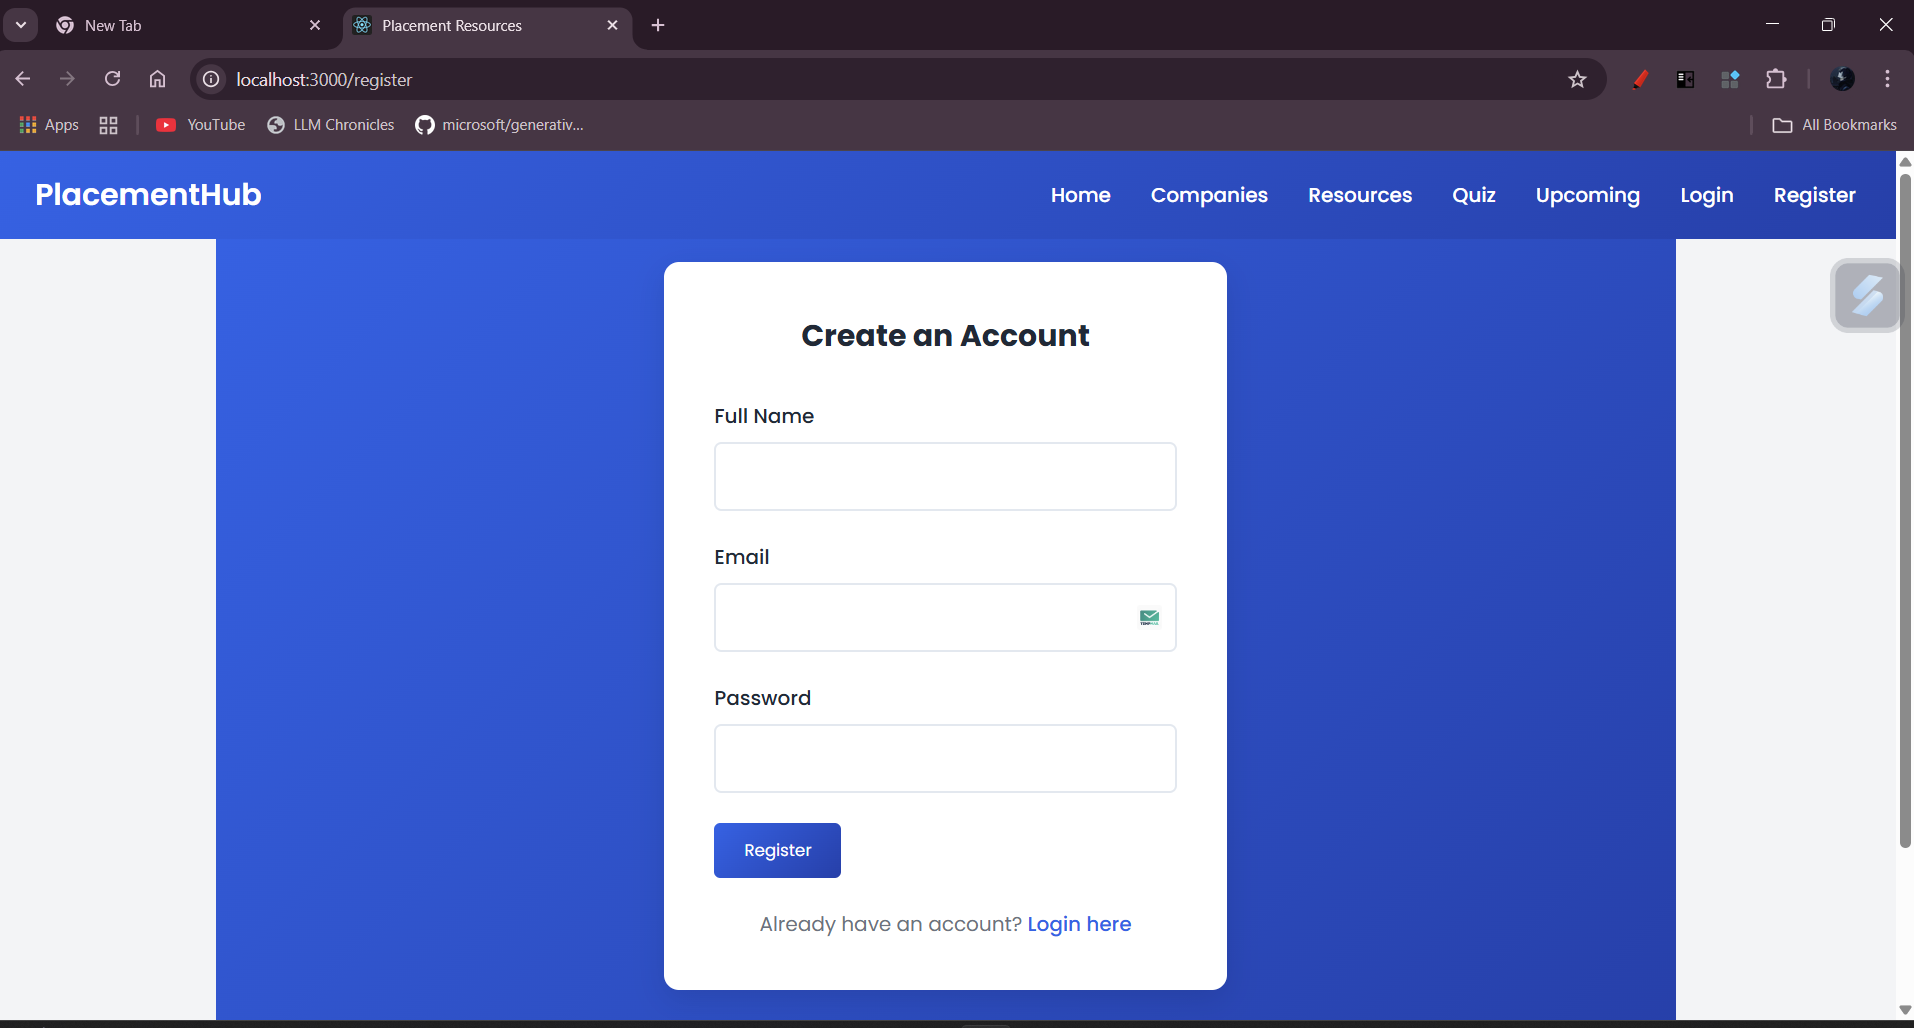 New Tab
Placement Resources
localhost:3000/register
Apps
YouTube
LLM Chronicles
microsoft/generativ...
All Bookmarks
PlacementHub
Home
Companies
Resources
Quiz
Upcoming
Login
Register
Create an Account
Full Name
Email
Password
Register
Already have an account? Login here